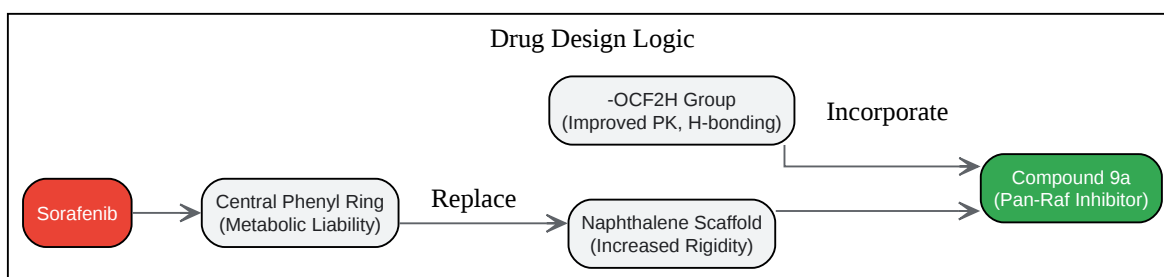 Drug Design Logic
-OCF2H Group
(Improved PK, H-bonding)
Incorporate
Sorafenib
Central Phenyl Ring
(Metabolic Liability)
Replace
Naphthalene Scaffold
(Increased Rigidity)
Compound 9a
(Pan-Raf Inhibitor)